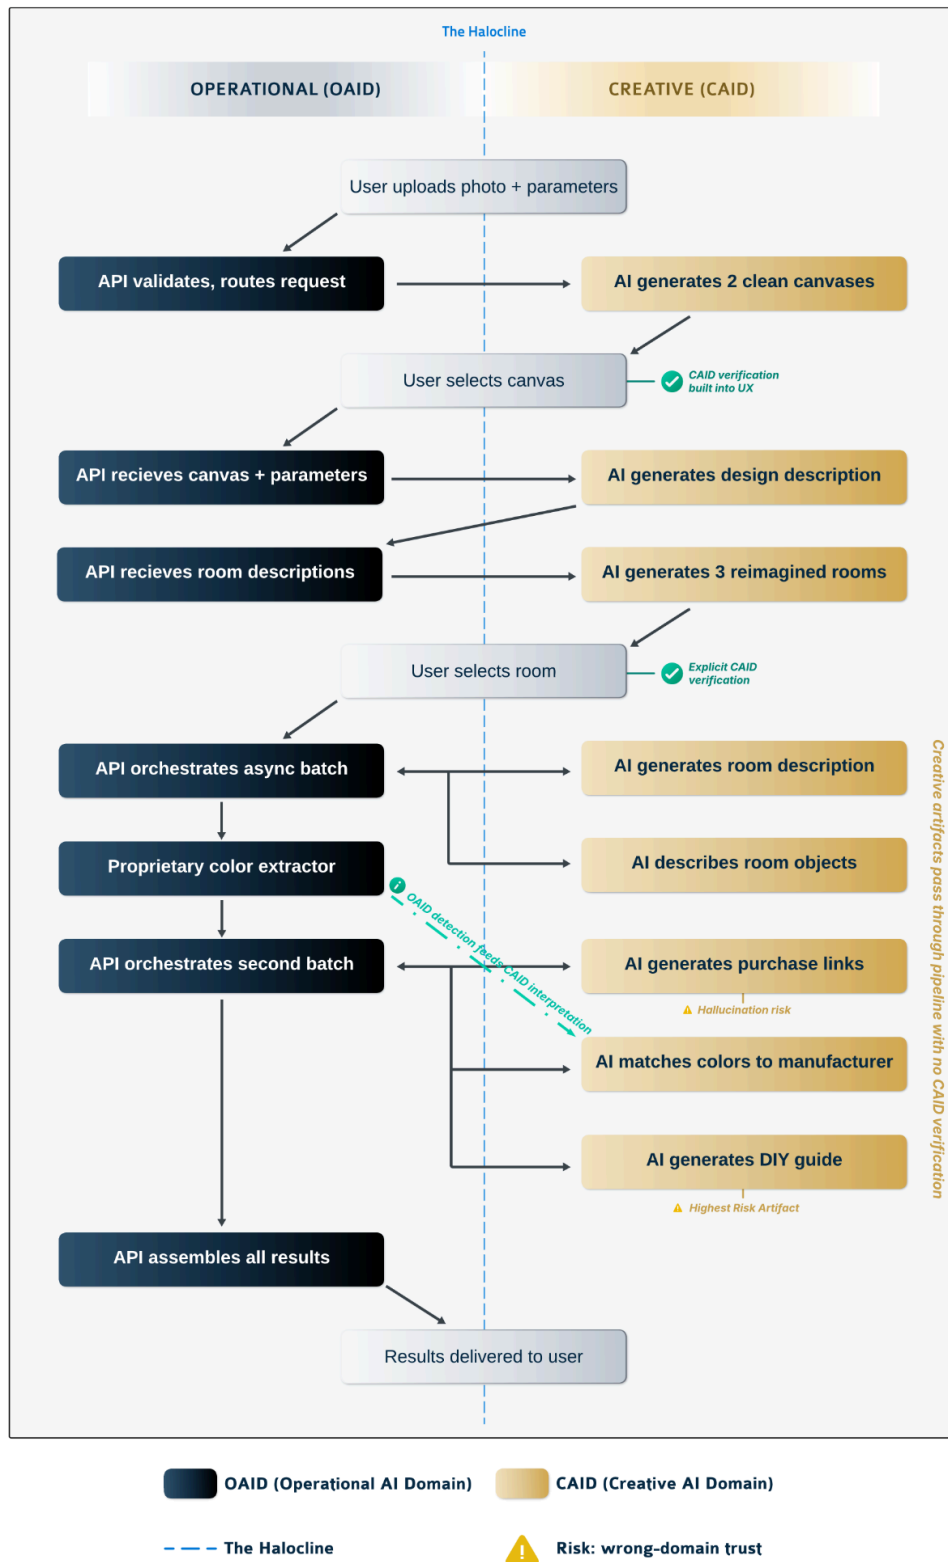 The Halocline
OPERATIONAL (OAID)
CREATIVE (CAID)
User uploads photo + parameters
API validates, routes request
AI generates 2 clean canvases
User selects canvas
CAID verification
built into UX
API recieves canvas + parameters
AI generates design description
API recieves room descriptions
AI generates 3 reimagined rooms
User selects room
Explicit CAID
verification
API orchestrates async batch
AI generates room description
Proprietary color extractor
AI describes room objects
OAID detection feeds CAID interpretation
API orchestrates second batch
AI generates purchase links
Hallucination risk
AI matches colors to manufacturer
AI generates DIY guide
Highest Risk Artifact
Creative artifacts pass through pipeline with no CAID verification
API assembles all results
Results delivered to user
OAID (Operational AI Domain)
CAID (Creative AI Domain)
The Halocline
Risk: wrong-domain trust